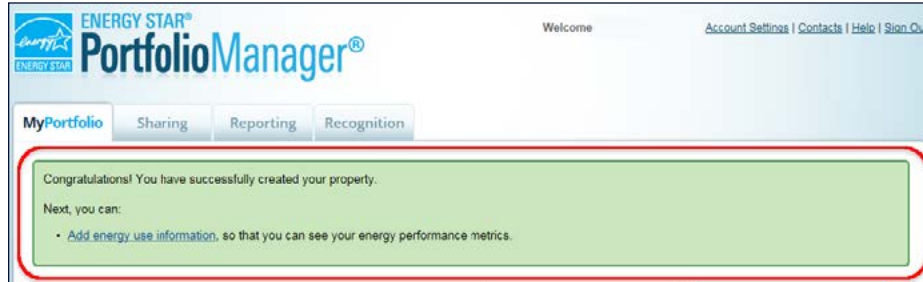 ENERGY STAR®
PortfolioManager®
energy
ENERGY STAR
Welcome
Account Settings | Contacts | Help | Sign Ou
MyPortfolio Sharing Reporting Recognition
Congratulations! You have successfully created your property.
Next, you can:
• Add energy use information, so that you can see your energy performance metrics.